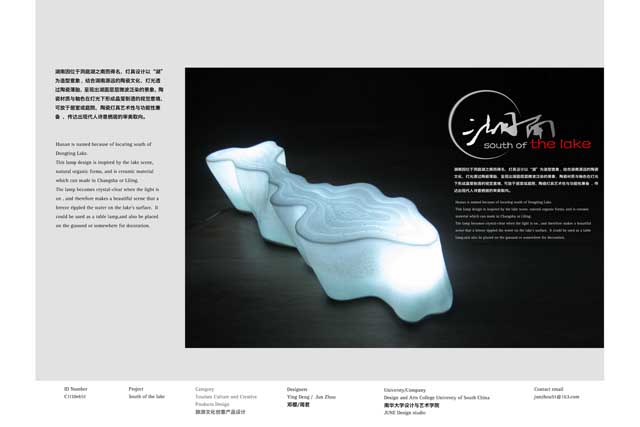 湖南因位于洞庭湖之南而得名，灯具设计以“湖”
为造型意象，结合湖南源远的陶瓷文化，灯光透
过陶瓷薄胎，呈现出湖面层层微波泛染的景象，陶
瓷材质与釉色在灯光下形成晶莹剔透的视觉意境，
可放于居室或庭院，陶瓷灯具艺术性与功能性兼
备，传达出现代人诗意栖居的审美取向。
Hunan is named because of locating south of
Dongting Lake.
This lamp design is inspired by the lake scene,
natural organic forms, and is ceramic material
which can made in Changsha or Liling.
The lamp becomes crystal-clear when the light is
on , and therefore makes a beautiful scene that a
breeze rippled the water on the lake's surface. It
could be used as a table lamp,and also be placed
on the guound or somewhere for decoration.
湖南
south of the lake
湖南因位于洞庭湖之南而得名，灯具设计以“湖”为造型意象，结合湖南源远的陶瓷
文化，灯光透过陶瓷薄胎，呈现出湖面层层微波泛染的景象，陶瓷材质与釉色在灯光
下形成晶莹剔透的视觉意境，可放于居室或庭院，陶瓷灯具艺术性与功能性兼备，传
达出现代人诗意栖居的审美取向。
Hunan is named because of locating south of Dongting Lake.
This lamp design is inspired by the lake scene, natural organic forms, and is ceramic
material which can made in Changsha or Liling.
The lamp becomes crystal-clear when the light is on , and therefore makes a beautiful
scene that a breeze rippled the water on the lake's surface. It could be used as a table
lamp,and also be placed on the guound or somewhere for decoration.
ID Number
Project
South of the lake
Category
Tourism Culture and Creative
Products Design
旅游文化创意产品设计
Designers
Ying Deng / Jun Zhou
邓樱/周君
University/Company
Design and Arts College University of South China
南华大学设计与艺术学院
JUNE Design studio
Contact email